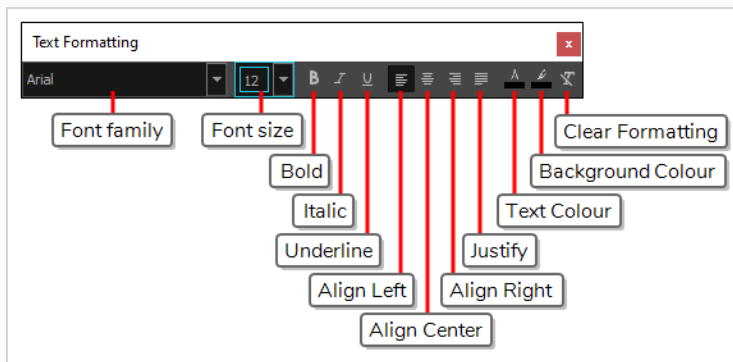 Text Formatting
x
Arial
12
B I U
A
Font family
Font size
Clear Formatting
Bold
Background Colour
Italic
Text Colour
Underline
Justify
Align Left
Align Right
Align Center